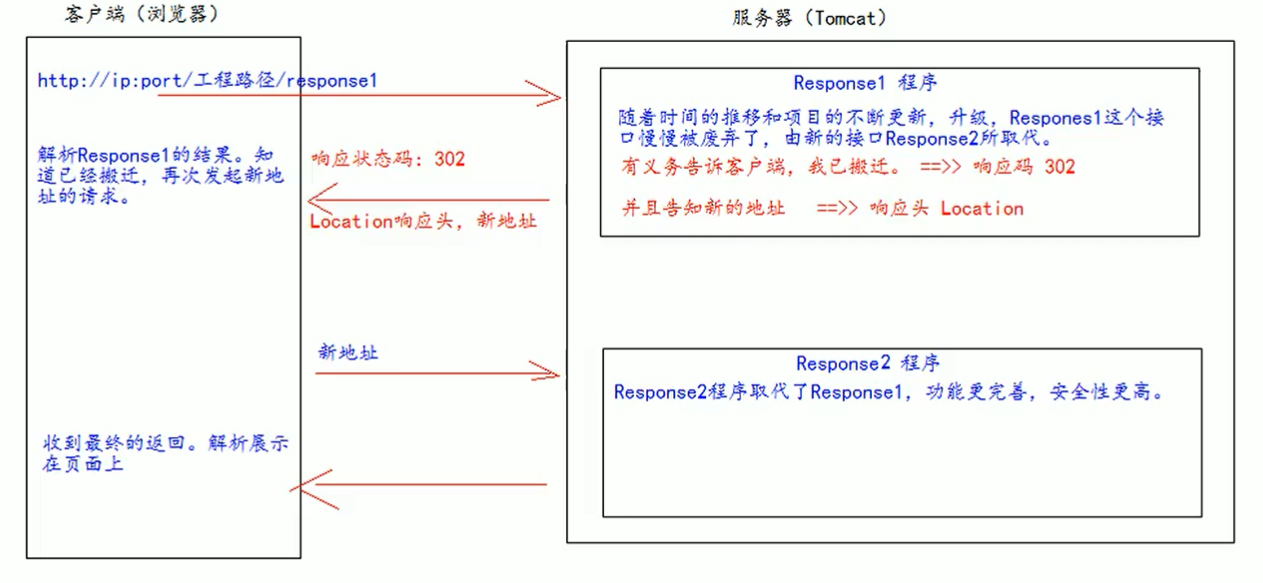 客户端（浏览器）
服务器（Tomcat）
http://ip:port/工程路径/response1
Response1 程序
随着时间的推移和项目的不断更新，升级，Respones1这个接
口慢慢被废弃了，由新的接口Response2所取代。
有义务告诉客户端，我已搬迁。 ==>> 响应码 302
并且告知新的地址 ==>> 响应头 Location
解析Response1的结果。知
道已经搬迁，再次发起新地
址的请求。
响应状态码：302
Location响应头，新地址
新地址
Response2 程序
Response2程序取代了Response1，功能更完善，安全性更高。
收到最终的返回。解析展示
在页面上